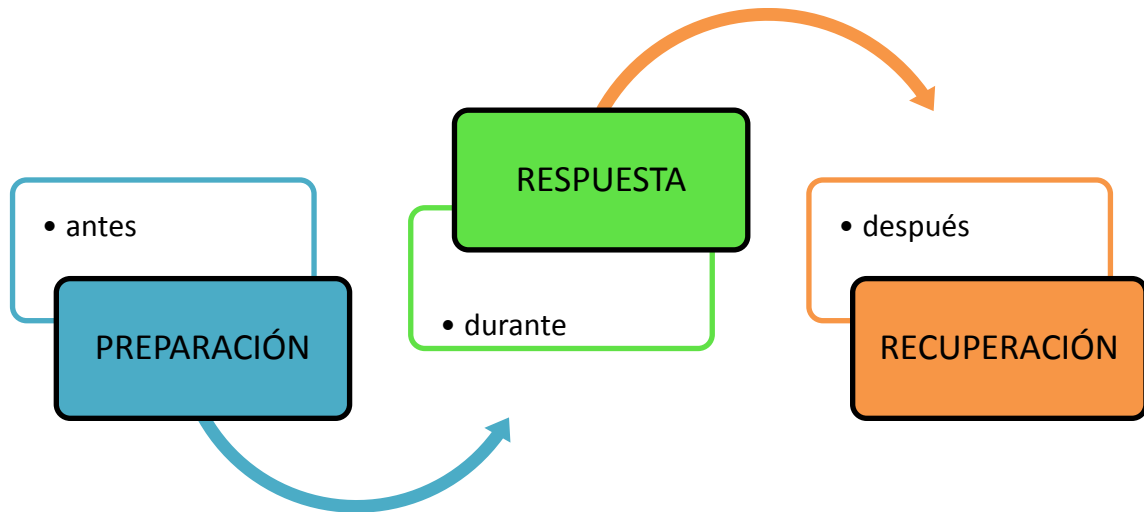 • antes
PREPARACIÓN
RESPUESTA
• durante
• después
RECUPERACIÓN